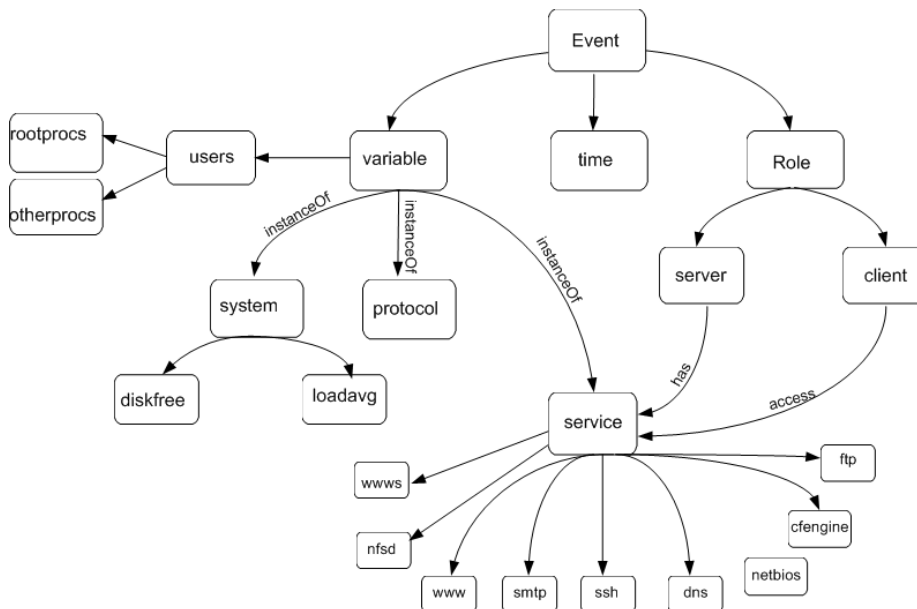 Event
rootprocs
users
variable
time
Role
otherprocs
instanceOf
instanceOf
instanceOf
server
client
system
protocol
has
access
diskfree
loadavg
service
ftp
wwws
cfengine
nfsd
netbios
www
smtp
ssh
dns